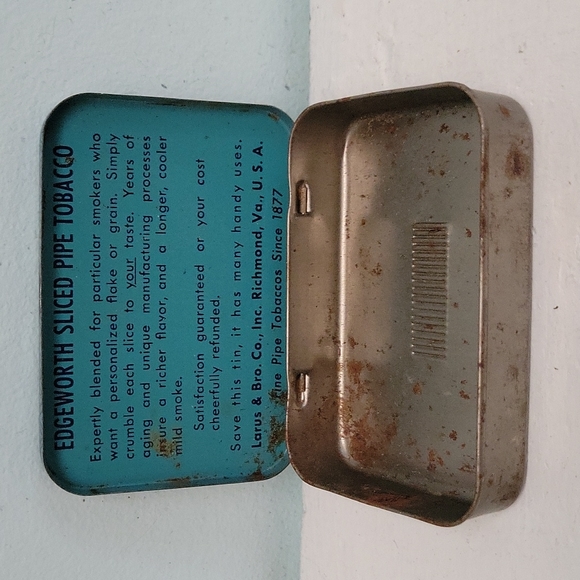 EDGEWORTH SLICED PIPE TOBACCO
Expertly blended for particular smokers who
want a personalized flake or grain. Simply
crumble each slice to your taste. Years of
aging and unique manufacturing processes
insure a richer flavor, and a longer, cooler
mild smoke.
Satisfaction guaranteed or your cost
cheerfully refunded.
Save this tin, it has many handy uses.
Larus & Bro. Co., Inc. Richmond, Va., U. S. A.
Fine Pipe Tobaccos Since 1877